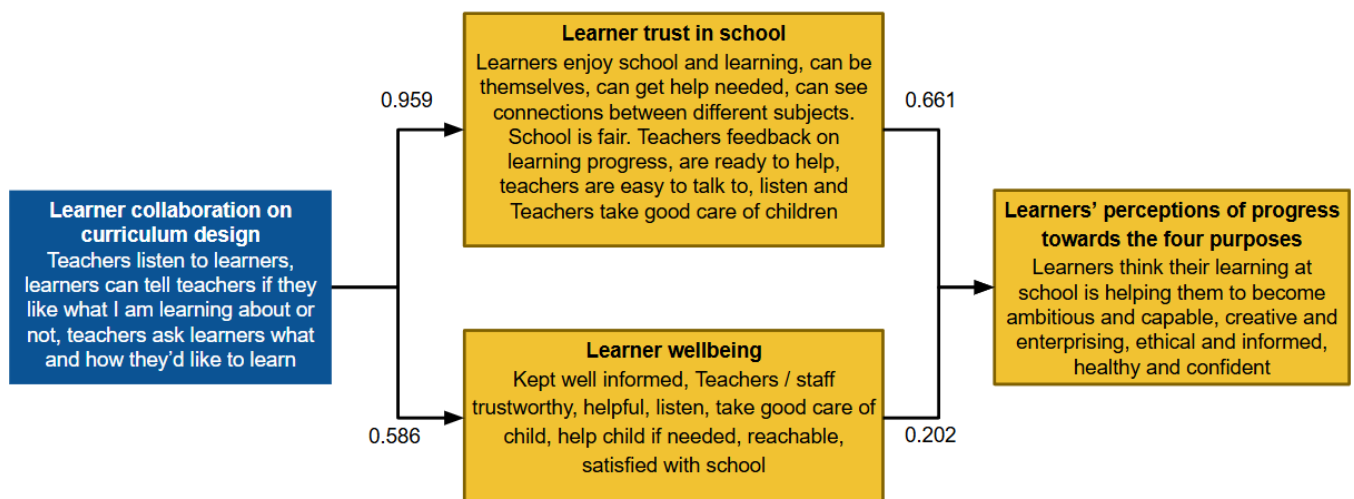 Learner trust in school
Learners enjoy school and learning, can be
themselves, can get help needed, can see
connections between different subjects.
School is fair. Teachers feedback on
learning progress, are ready to help,
teachers are easy to talk to, listen and
Teachers take good care of children
0.959
0.661
Learner collaboration on
curriculum design
Teachers listen to learners,
learners can tell teachers if they
like what I am learning about or
not, teachers ask learners what
and how they'd like to learn
Learners' perceptions of progress
towards the four purposes
Learners think their learning at
school is helping them to become
ambitious and capable, creative and
enterprising, ethical and informed,
healthy and confident
Learner wellbeing
Kept well informed, Teachers / staff
trustworthy, helpful, listen, take good care of
child, help child if needed, reachable,
satisfied with school
0.586
0.202